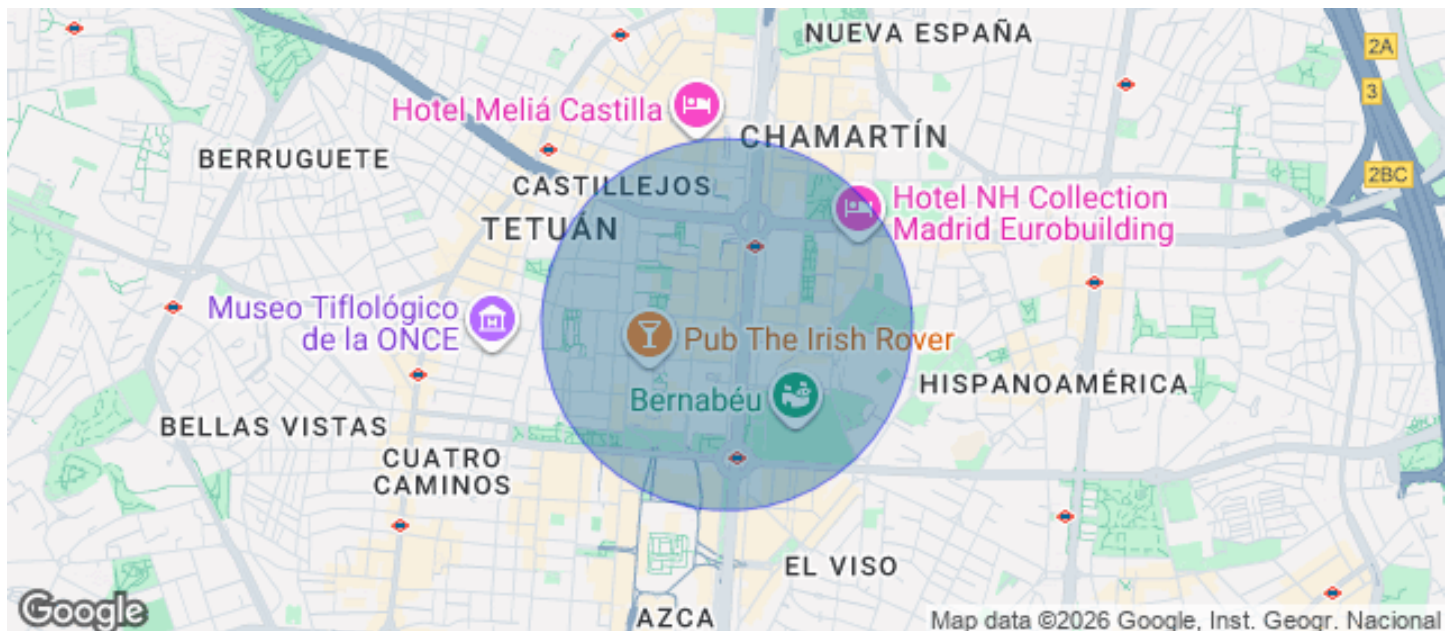 NUEVA ESPAÑA
2A
3
Hotel Meliá Castilla
CHAMARTÍN
BERRUGUETE
2BC
CASTILLEJOS
Hotel NH Collection
Madrid Eurobuilding
TETUÁN
Museo Tiflológico
de la ONCE
Pub The Irish Rover
HISPANOAMÉRICA
Bernabéu
BELLAS VISTAS
CUATRO
CAMINOS
EL VISO
AZCA
Google
Map data ©2026 Google, Inst. Geogr. Nacional